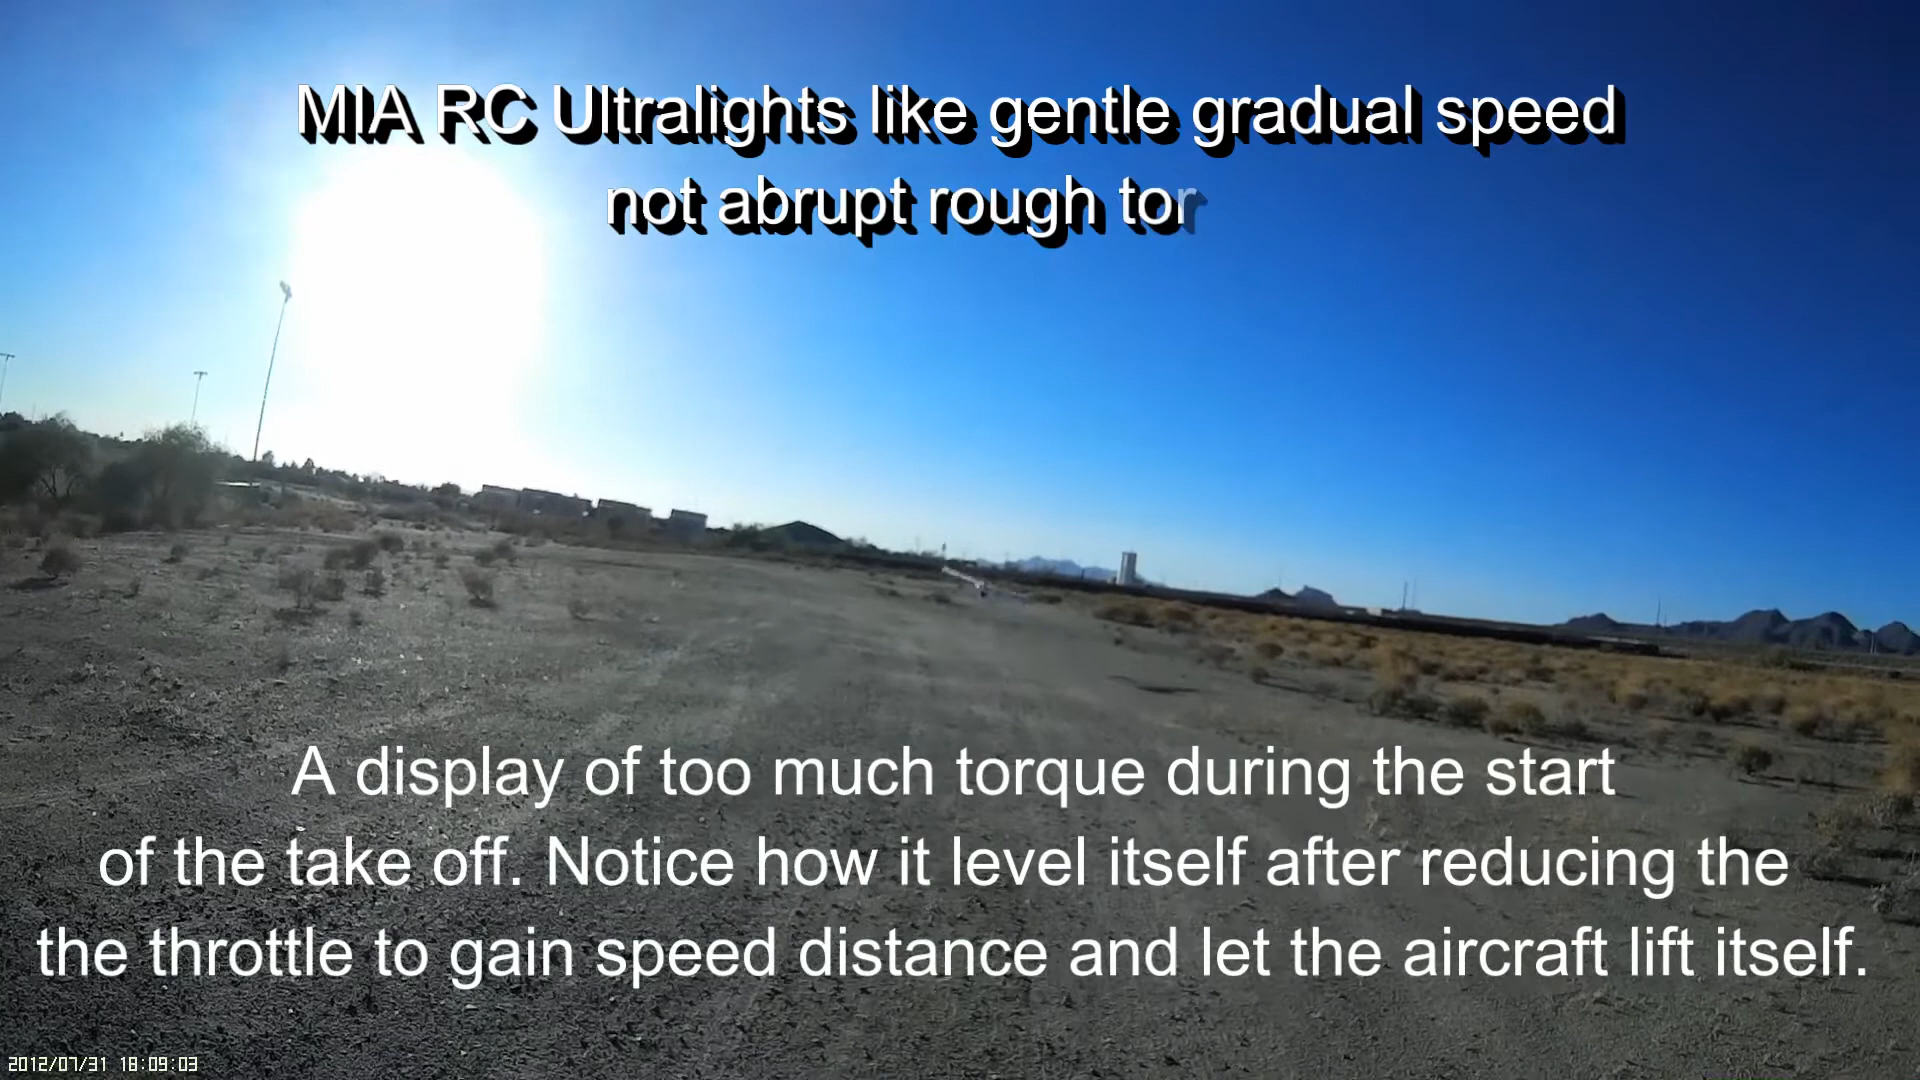 MIA RC Ultralights like gentle gradual speed
not abrupt rough tor
A display of too much torque during the start
of the take off. Notice how it level itself after reducing the
the throttle to gain speed distance and let the aircraft lift itself.
2012/07/31 18:09:03